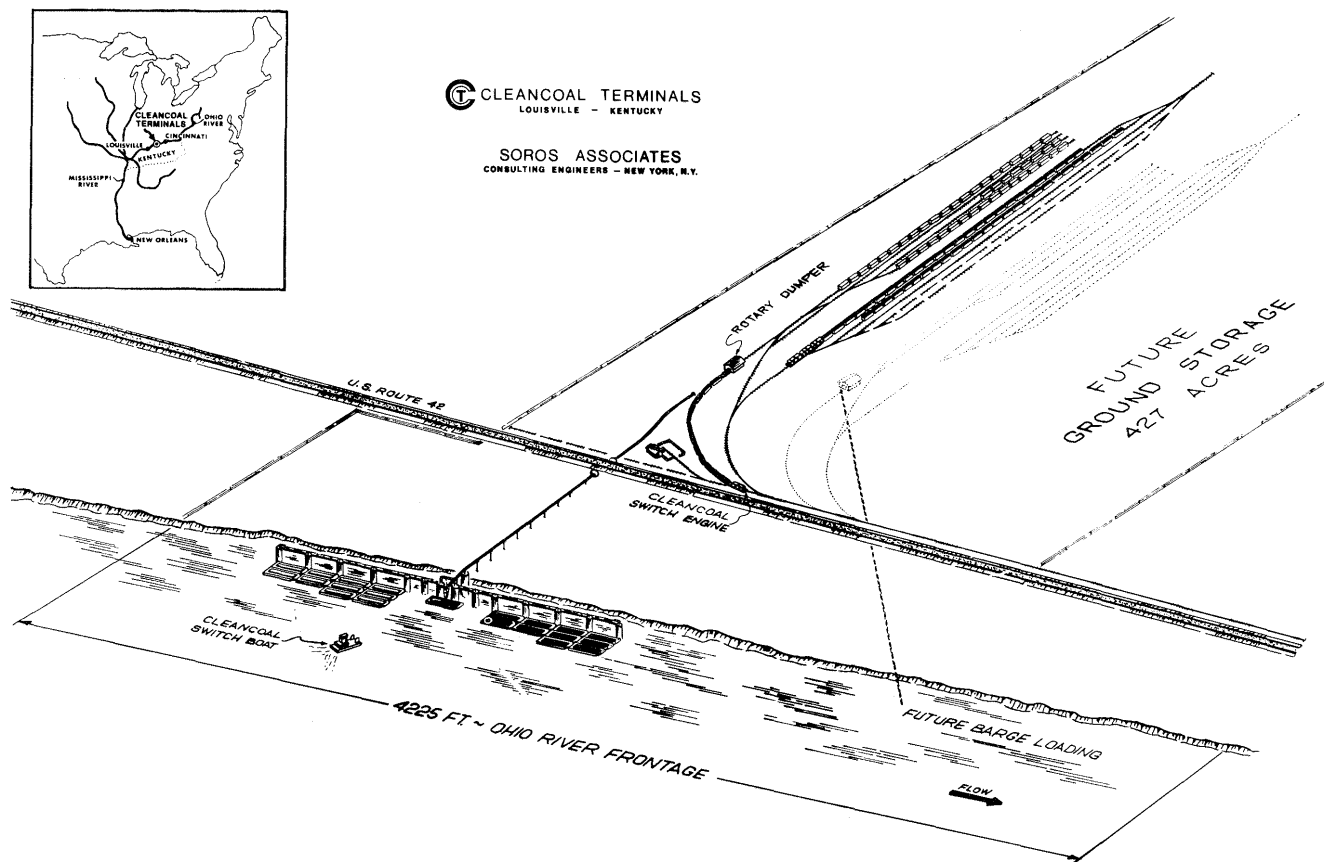 CLEANCOAL
TERMINALS
OHIO
RIVER
CINCINNATI
LOUISVILLE
KENTUCKY
MISSISSIPPI
RIVER
NEW ORLEANS
CT CLEANCOAL TERMINALS
LOUISVILLE – KENTUCKY
SOROS ASSOCIATES
CONSULTING ENGINEERS – NEW YORK, N.Y.
ROTARY DUMPER
FUTURE
GROUND STORAGE
427 ACRES
U.S. ROUTE 42
CLEANCOAL
SWITCH ENGINE
CLEANCOAL
SWITCH BOAT
4225 FT. ~ OHIO RIVER FRONTAGE
FUTURE BARGE LOADING
FLOW